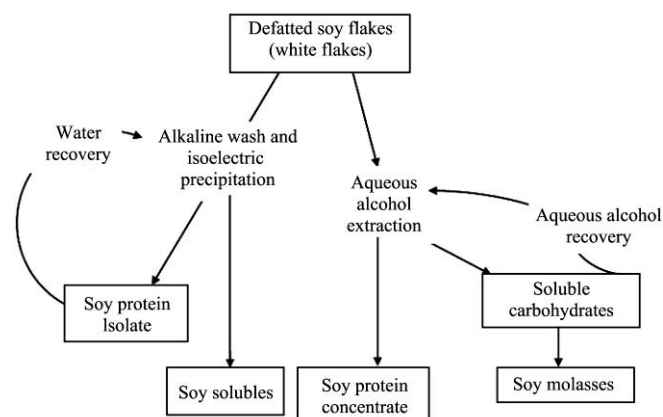 Defatted soy flakes
(white flakes)
Water
recovery
Alkaline wash and
isoelectric
precipitation
Aqueous
alcohol
extraction
Aqueous alcohol
recovery
Soy protein
Isolate
Soluble
carbohydrates
Soy solubles
Soy protein
concentrate
Soy molasses